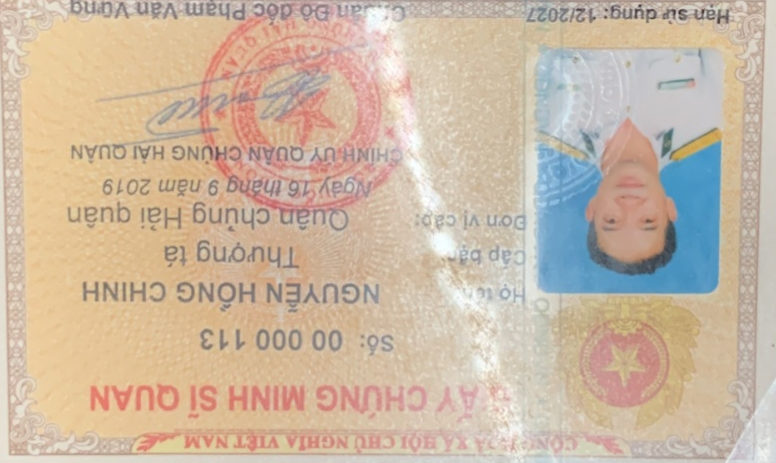 CỘNG HOÀ XÃ HỘI CHỦ NGHĨA VIỆT NAM
GIẤY CHỨNG MINH SĨ QUAN
Số: 00 000 113
Họ tên: NGUYỄN HỒNG CHINH
Cấp bậc: Thượng tá
Đơn vị cấp: Quân chủng Hải quân
Ngày 16 tháng 9 năm 2019
CHÍNH ỦY QUÂN CHỦNG HẢI QUÂN
Hạn sử dụng: 12/2027
Chuẩn Đô đốc Phạm Văn Vững